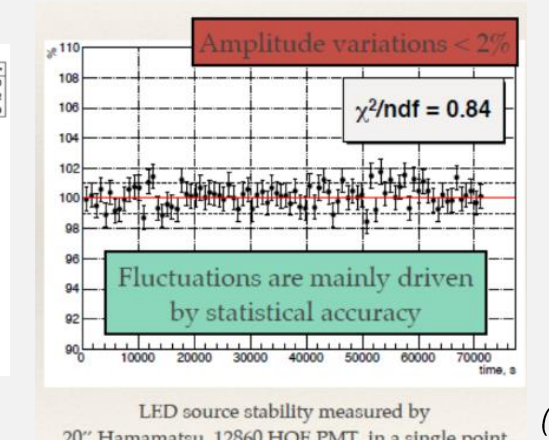 Amplitude variations < 2%
%
110
χ²/ndf = 0.84
108
106
104
102
100
98
96
94
92
90
Fluctuations are mainly driven
by statistical accuracy
0 10000 20000 30000 40000 50000 60000 70000
time, s
LED source stability measured by
20″ Hamamatsu 12860 HQE PMT in a single point
(